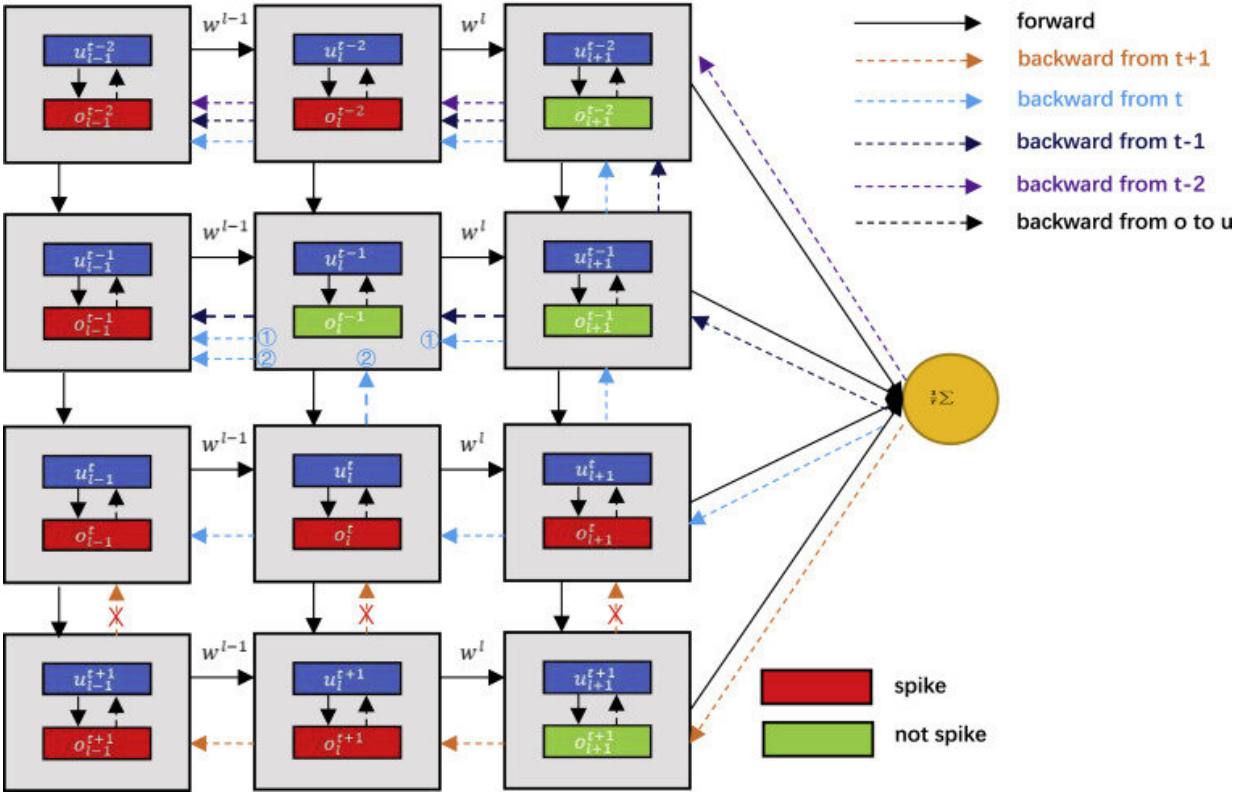 w^{l-1} w^l
u_{l-1}^{t-2} u_l^{t-2} u_{l+1}^{t-2}
o_{l-1}^{t-2} o_l^{t-2} o_{l+1}^{t-2}
w^{l-1} w^l
u_{l-1}^{t-1} u_l^{t-1} u_{l+1}^{t-1}
o_{l-1}^{t-1} o_l^{t-1} o_{l+1}^{t-1}
① ①
② ②
w^{l-1} w^l
u_{l-1}^t u_l^t u_{l+1}^t
o_{l-1}^t o_l^t o_{l+1}^t
w^{l-1} w^l
u_{l-1}^{t+1} u_l^{t+1} u_{l+1}^{t+1}
o_{l-1}^{t+1} o_l^{t+1} o_{l+1}^{t+1}
∑
forward
backward from t+1
backward from t
backward from t-1
backward from t-2
backward from o to u
spike
not spike